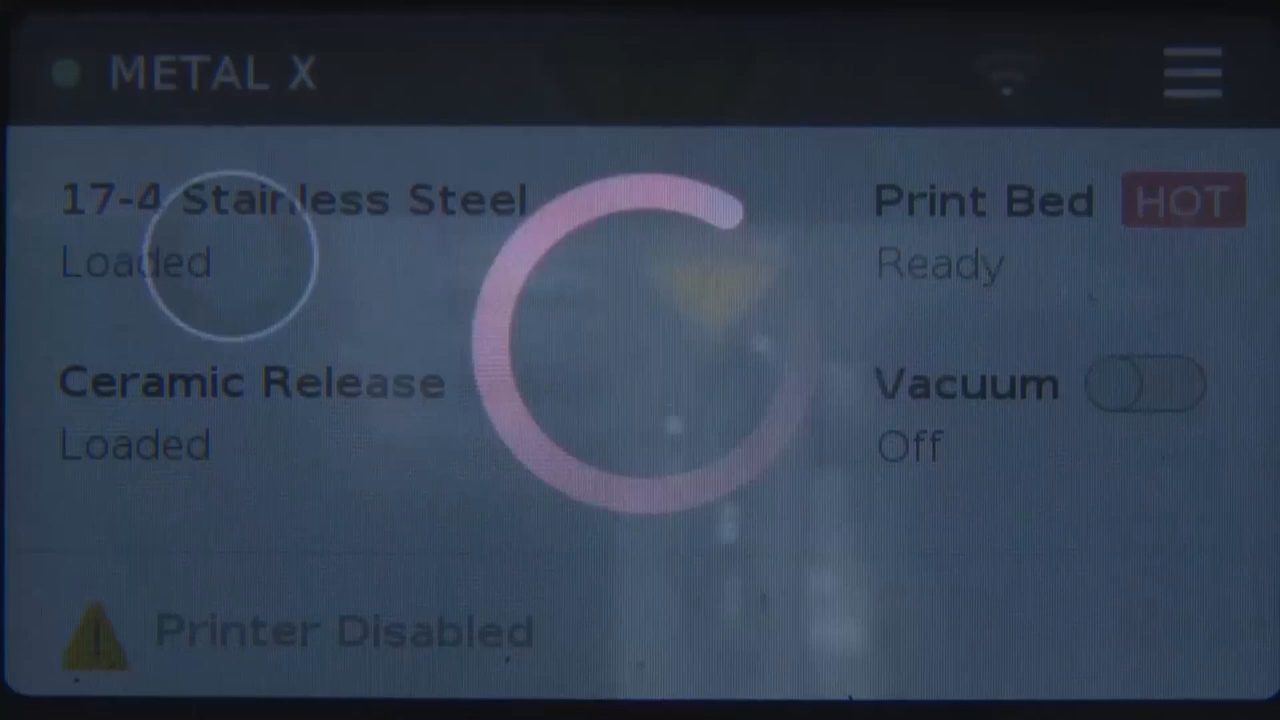 METAL X
17-4 Stainless Steel
Loaded
Print Bed HOT
Ready
Ceramic Release
Loaded
Vacuum
Off
Printer Disabled